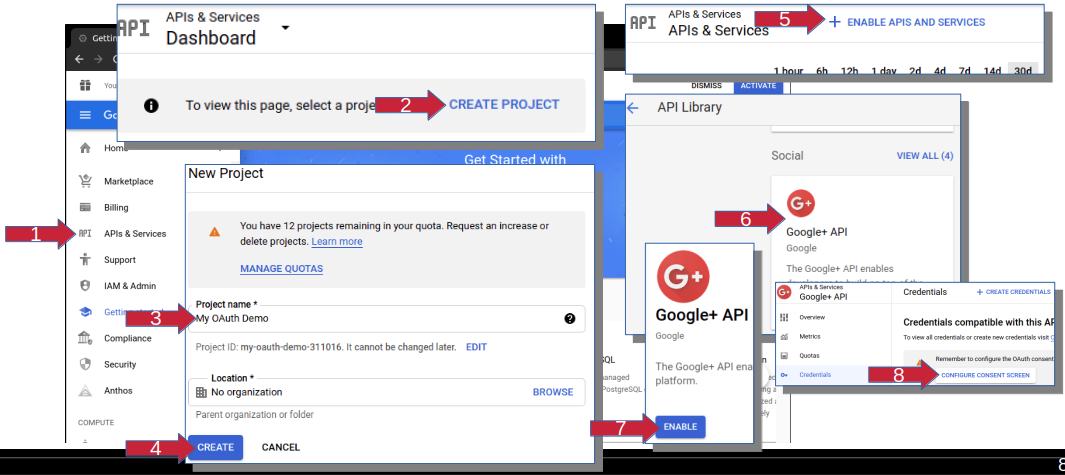 API
APIs & Services
Dashboard
To view this page, select a proje
2
CREATE PROJECT
API
APIs & Services
APIs & Services
5
ENABLE APIS AND SERVICES
1 hour 6h 12h 1 day 2d 4d 7d 14d 30d
Gettin
You
DISMISS
ACTIVATE
Go
Home
Marketplace
Billing
1
API APIs & Services
Support
IAM & Admin
Getting
Compliance
Security
Anthos
COMPUTE
Get Started with
New Project
You have 12 projects remaining in your quota. Request an increase or
delete projects. Learn more
MANAGE QUOTAS
Project name *
3
My OAuth Demo
Project ID: my-oauth-demo-311016. It cannot be changed later. EDIT
Location *
No organization
BROWSE
Parent organization or folder
4
CREATE
CANCEL
API Library
Social
VIEW ALL (4)
6
G+
Google+ API
Google
The Google+ API enables
G+
Google+ API
Google
The Google+ API ena
platform.
7
ENABLE
SQL
managed
PostgreSQL
G+
APIs & Services
Google+ API
Credentials
+ CREATE CREDENTIALS
Overview
Metrics
Quotas
Credentials
Credentials compatible with this AP
To view all credentials or create new credentials visit
Remember to configure the OAuth consent
8
CONFIGURE CONSENT SCREEN
8